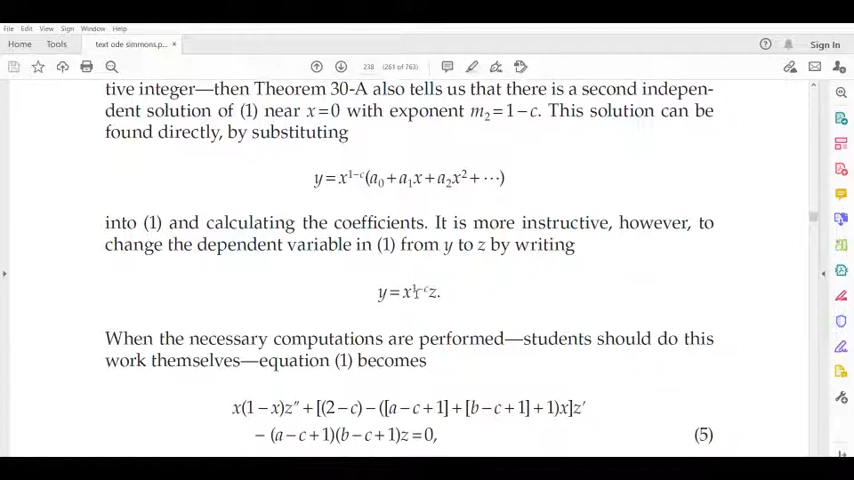 File Edit View Sign Window Help
Home Tools text ode simmons.p... × Sign In
238 (261 of 763)
tive integer—then Theorem 30-A also tells us that there is a second indepen-
dent solution of (1) near x=0 with exponent m₂=1−c. This solution can be
found directly, by substituting
y=x¹⁻ᶜ(a₀+a₁x+a₂x²+⋯)
into (1) and calculating the coefficients. It is more instructive, however, to
change the dependent variable in (1) from y to z by writing
y=x¹⁻ᶜz.
When the necessary computations are performed—students should do this
work themselves—equation (1) becomes
x(1−x)z″+[(2−c)−([a−c+1]+[b−c+1]+1)x]z′
−(a−c+1)(b−c+1)z=0, (5)